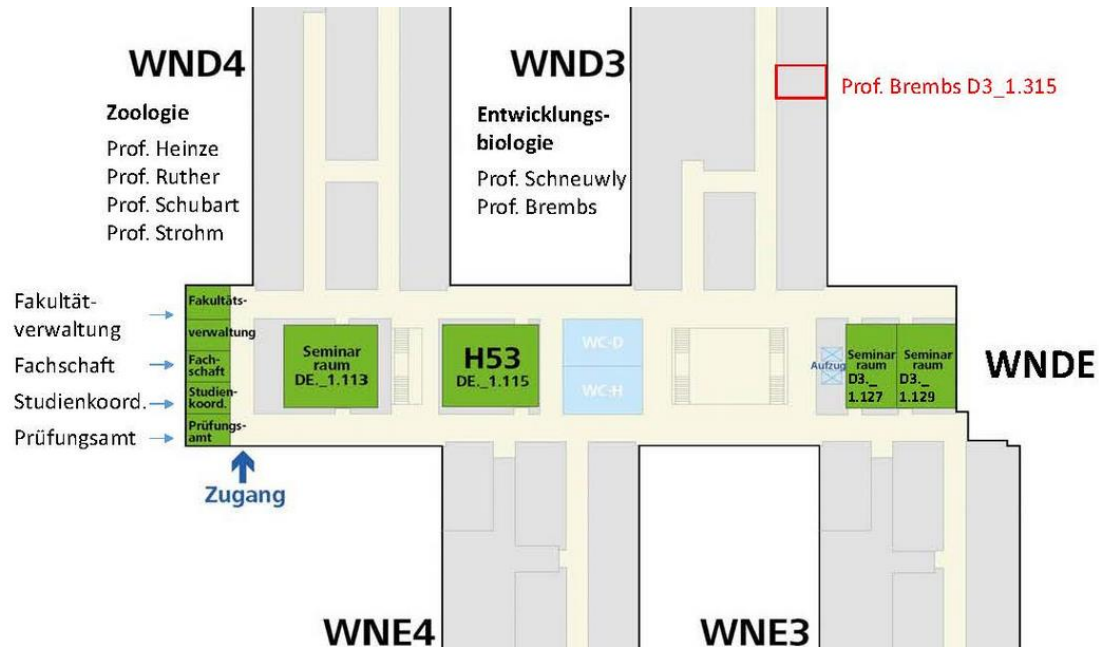 WND4
Zoologie
Prof. Heinze
Prof. Ruther
Prof. Schubart
Prof. Strohm
WND3
Entwicklungs-
biologie
Prof. Schneuwly
Prof. Brembs
Prof. Brembs D3_1.315
Fakultät-
verwaltung
Fachschaft
Studienkoord.
Prüfungsamt
Fakultäts-
verwaltung
Fach-
schaft
Studien-
koord.
Prüfungs-
amt
Zugang
Seminar
raum
DE._1.113
H53
DE._1.115
WC-D
WC-H
Aufzug
Seminar
raum
D3._
1.127
Seminar
raum
D3._
1.129
WNDE
WNE4
WNE3